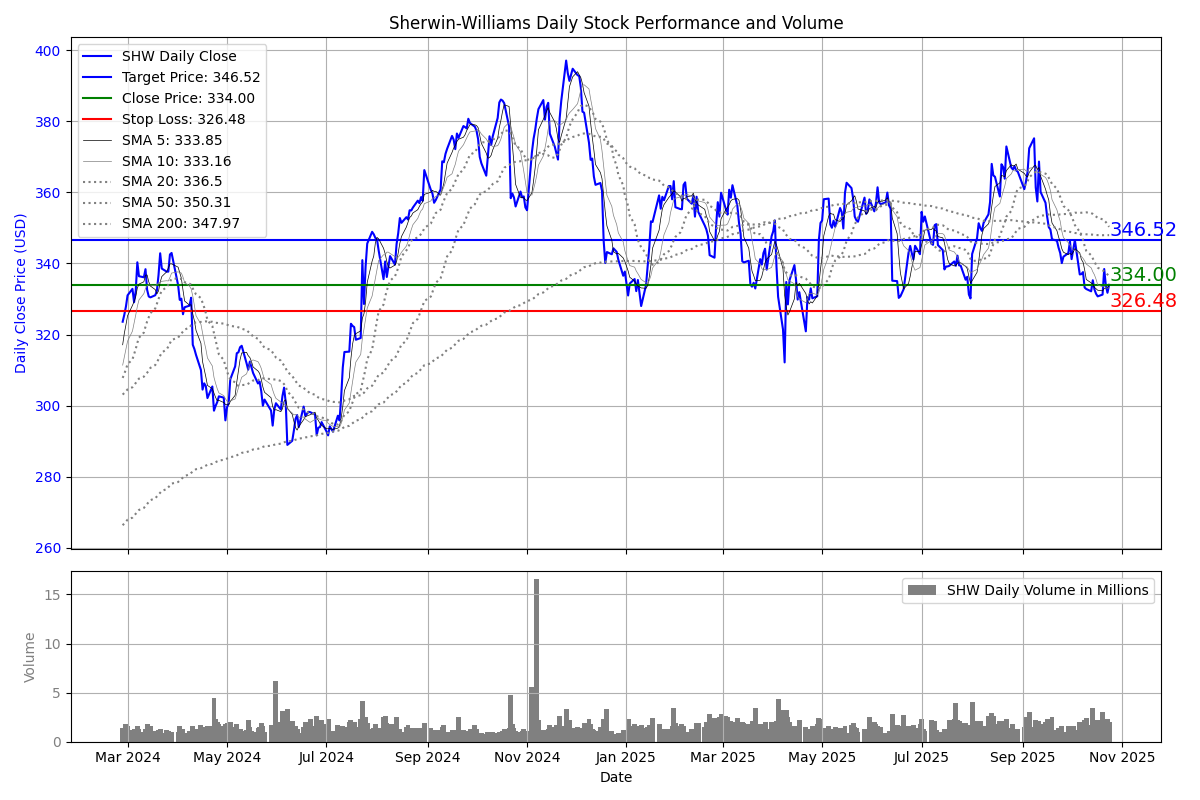 Sherwin-Williams Daily Stock Performance and Volume
Daily Close Price (USD)
400
380
360
340
320
300
280
260
SHW Daily Close
Target Price: 346.52
Close Price: 334.00
Stop Loss: 326.48
SMA 5: 333.85
SMA 10: 333.16
SMA 20: 336.5
SMA 50: 350.31
SMA 200: 347.97
346.52
334.00
326.48
Volume
15
10
5
0
SHW Daily Volume in Millions
Mar 2024 May 2024 Jul 2024 Sep 2024 Nov 2024 Jan 2025 Mar 2025 May 2025 Jul 2025 Sep 2025 Nov 2025
Date